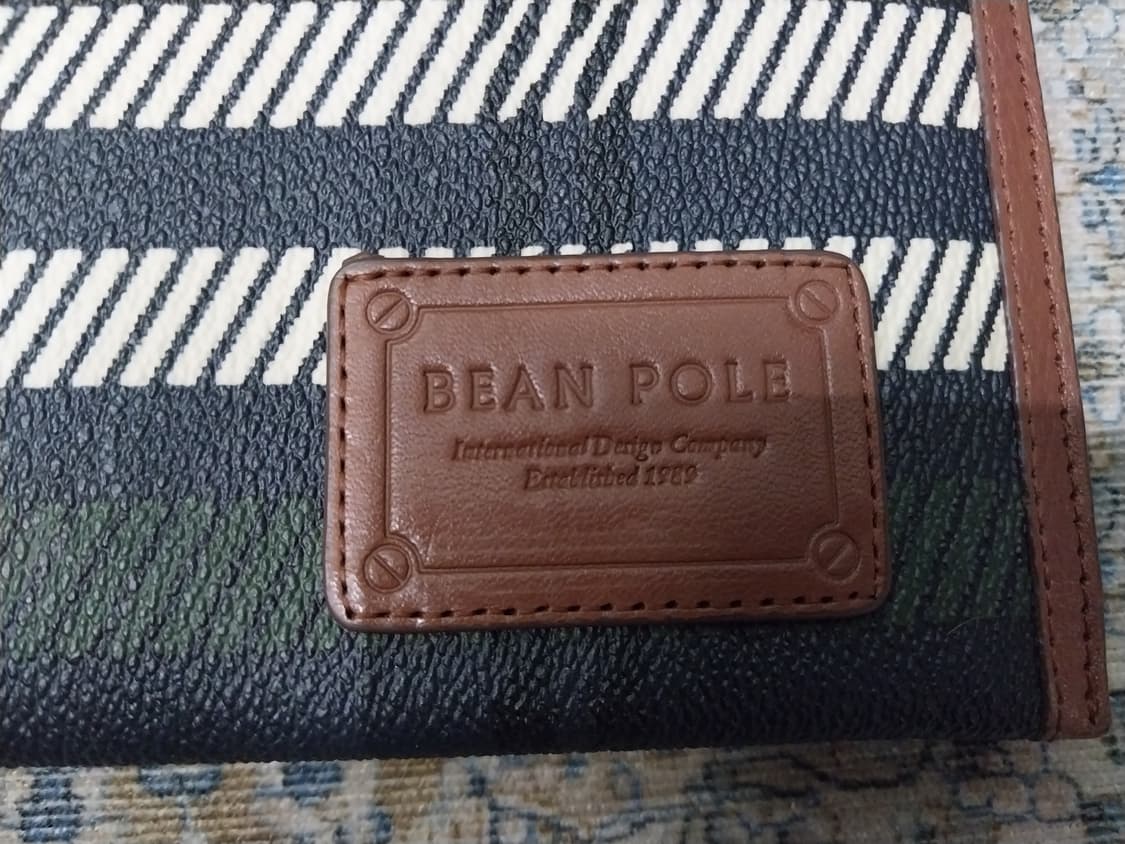 BEAN POLE
International Design Company
Established 1989